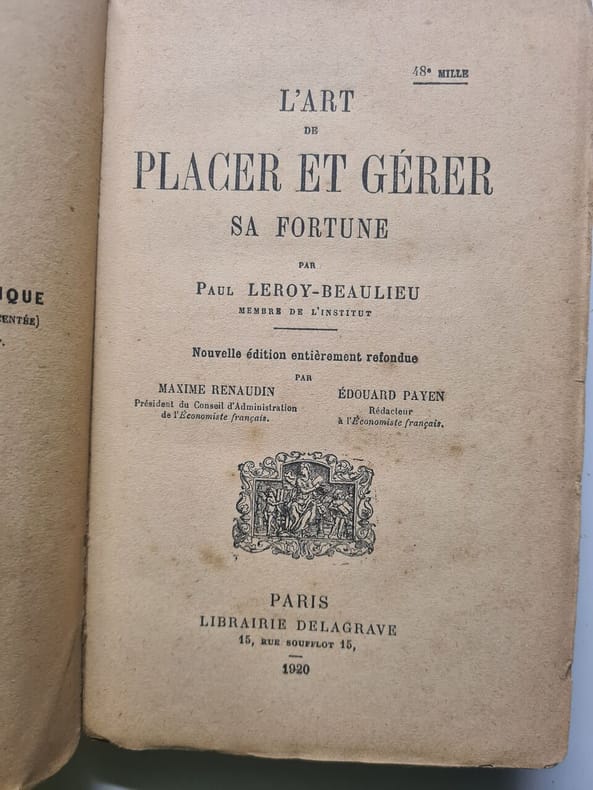 IQUE
48e MILLE
L'ART
DE
PLACER ET GÉRER
SA FORTUNE
PAR
PAUL LEROY-BEAULIEU
MEMBRE DE L'INSTITUT
Nouvelle édition entièrement refondue
PAR
MAXIME RENAUDIN
Président du Conseil d'Administration
de l'Économiste français.
ÉDOUARD PAYEN
Rédacteur
à l'Économiste français.
PARIS
LIBRAIRIE DELAGRAVE
15, RUE SOUFFLOT 15,
1920